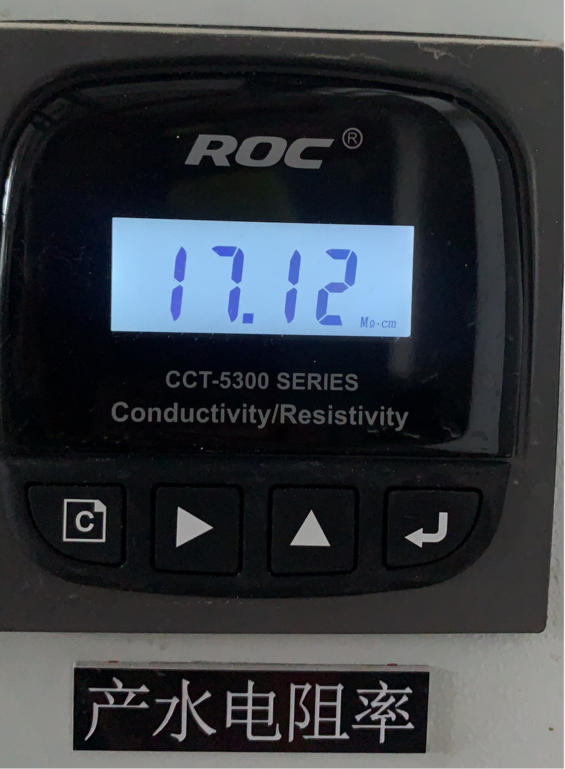 ROC®
17.12
MΩ·cm
CCT-5300 SERIES
Conductivity/Resistivity
C
产水电阻率